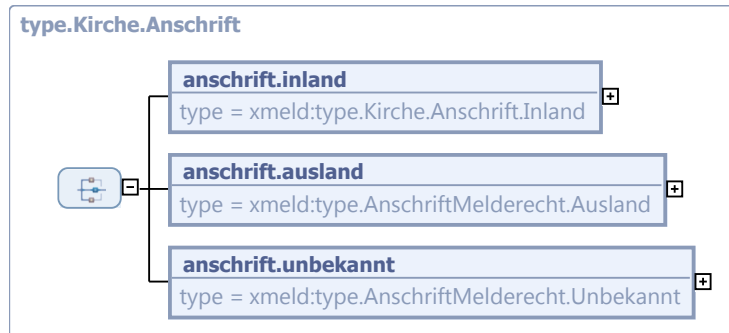 type.Kirche.Anschrift
anschrift.inland
type = xmeld:type.Kirche.Anschrift.Inland
anschrift.ausland
type = xmeld:type.AnschriftMelderecht.Ausland
anschrift.unbekannt
type = xmeld:type.AnschriftMelderecht.Unbekannt